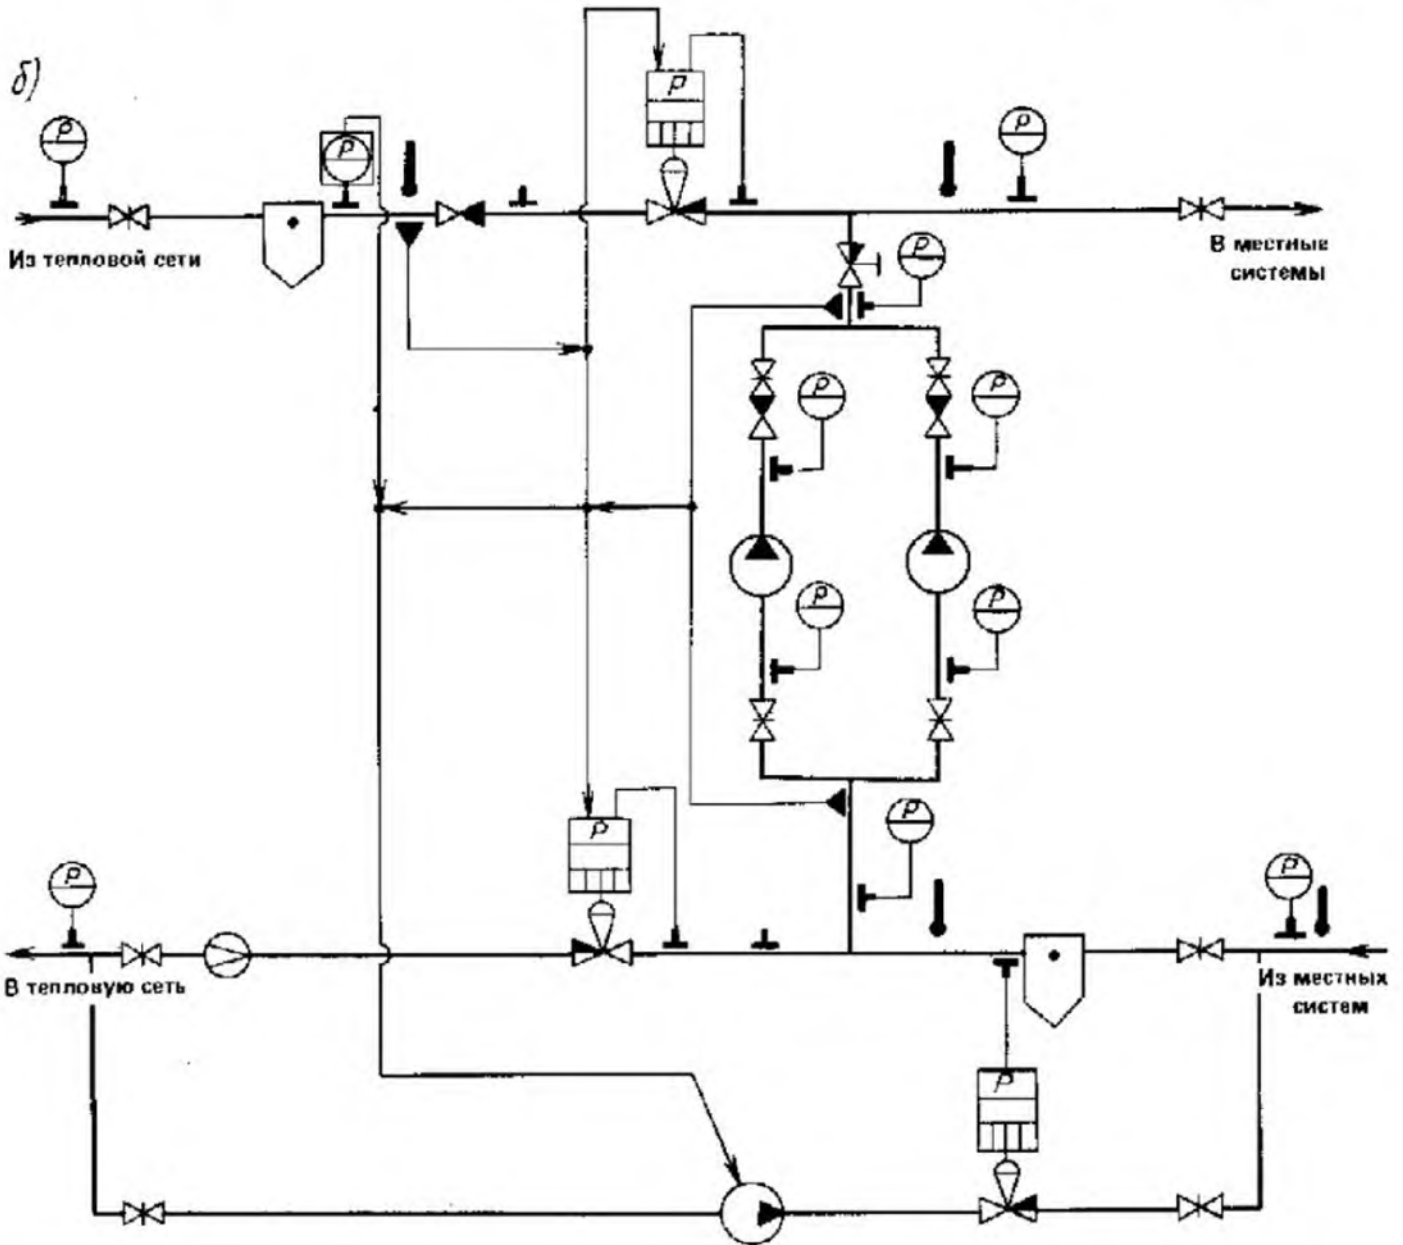 б)
P
P
P
P
Из тепловой сети
В местные
системы
P
P
P
P
P
P
P
P
P
P
В тепловую сеть
Из местных
систем
P